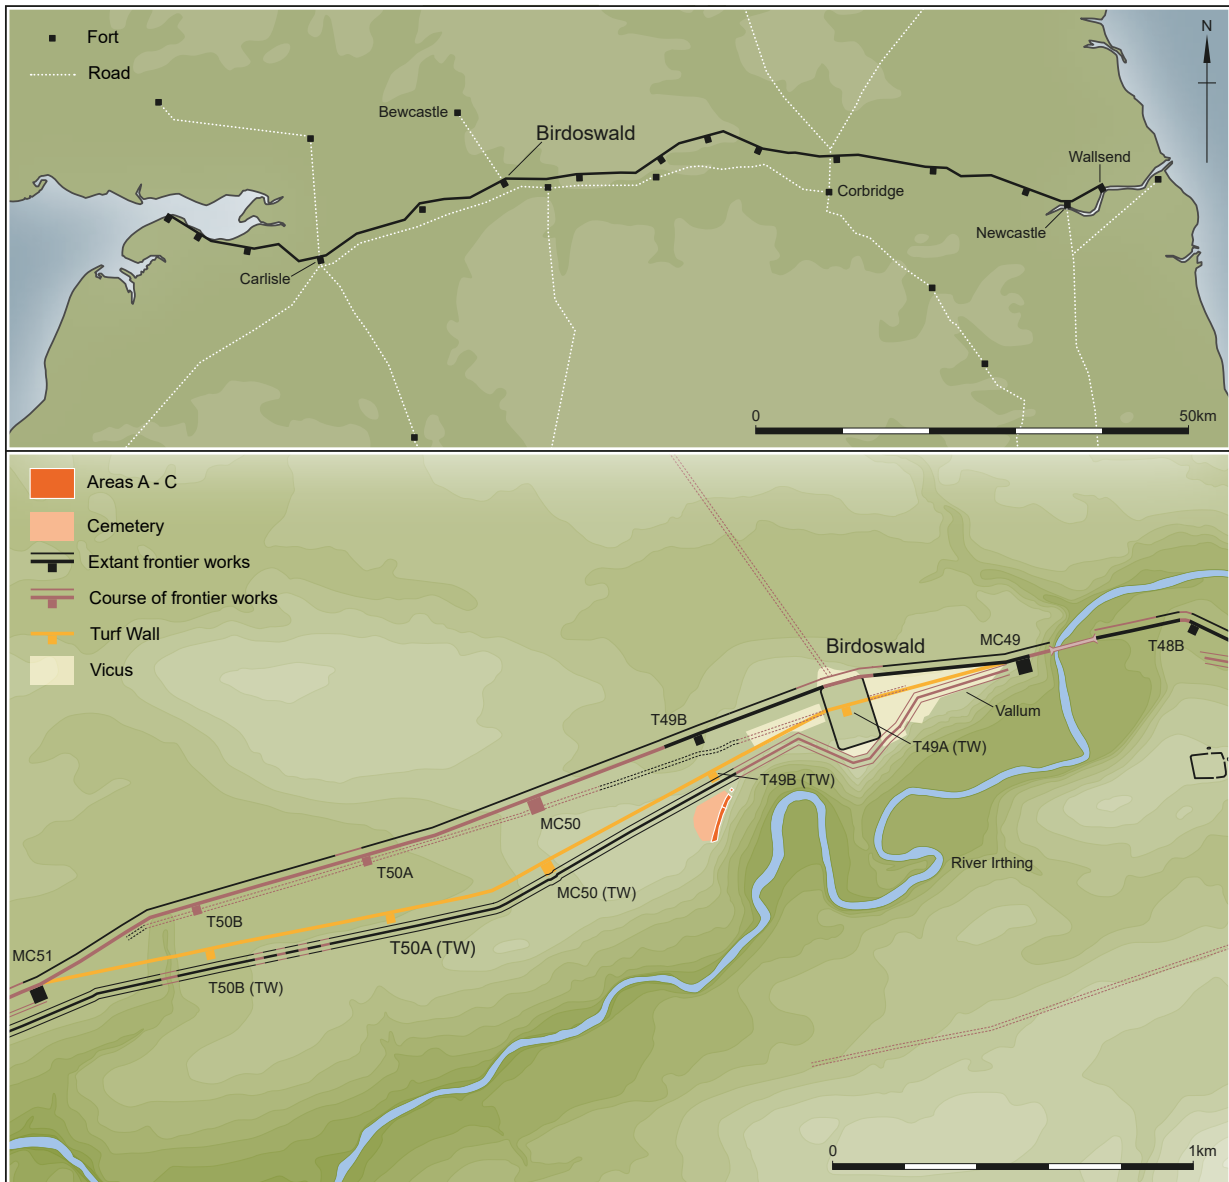 Fort
Road
N
Bewcastle
Birdoswald
Wallsend
Corbridge
Newcastle
Carlisle
0
50km
Areas A - C
Cemetery
Extant frontier works
Course of frontier works
Turf Wall
Vicus
Birdoswald
MC49
T48B
Vallum
T49B
T49A (TW)
T49B (TW)
MC50
River Irthing
T50A
MC50 (TW)
T50B
T50A (TW)
MC51
T50B (TW)
0
1km